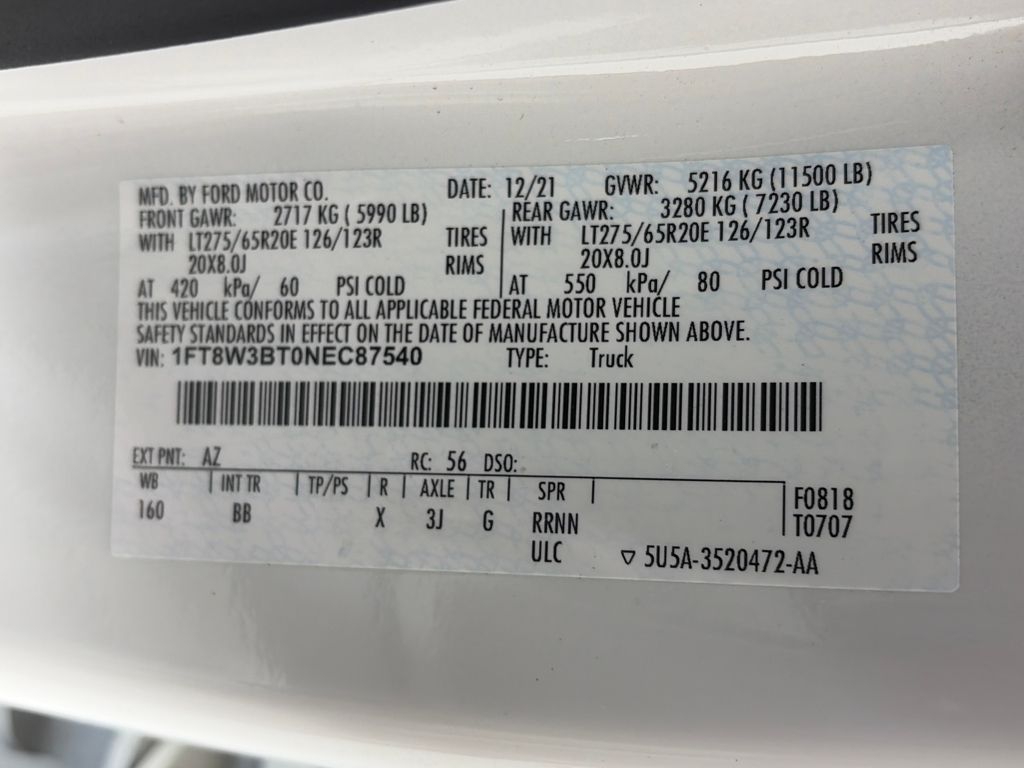 MFD. BY FORD MOTOR CO. DATE: 12/21 GVWR: 5216 KG (11500 LB)
FRONT GAWR: 2717 KG ( 5990 LB) REAR GAWR: 3280 KG ( 7230 LB)
WITH LT275/65R20E 126/123R TIRES WITH LT275/65R20E 126/123R TIRES
20X8.0J RIMS 20X8.0J RIMS
AT 420 kPa/ 60 PSI COLD AT 550 kPa/ 80 PSI COLD
THIS VEHICLE CONFORMS TO ALL APPLICABLE FEDERAL MOTOR VEHICLE
SAFETY STANDARDS IN EFFECT ON THE DATE OF MANUFACTURE SHOWN ABOVE.
VIN: 1FT8W3BT0NEC87540 TYPE: Truck
EXT PNT: AZ RC: 56 DSO:
WB INT TR TP/PS R AXLE TR SPR F0818
160 BB X 3J G RRNN T0707
ULC ▽ 5U5A-3520472-AA